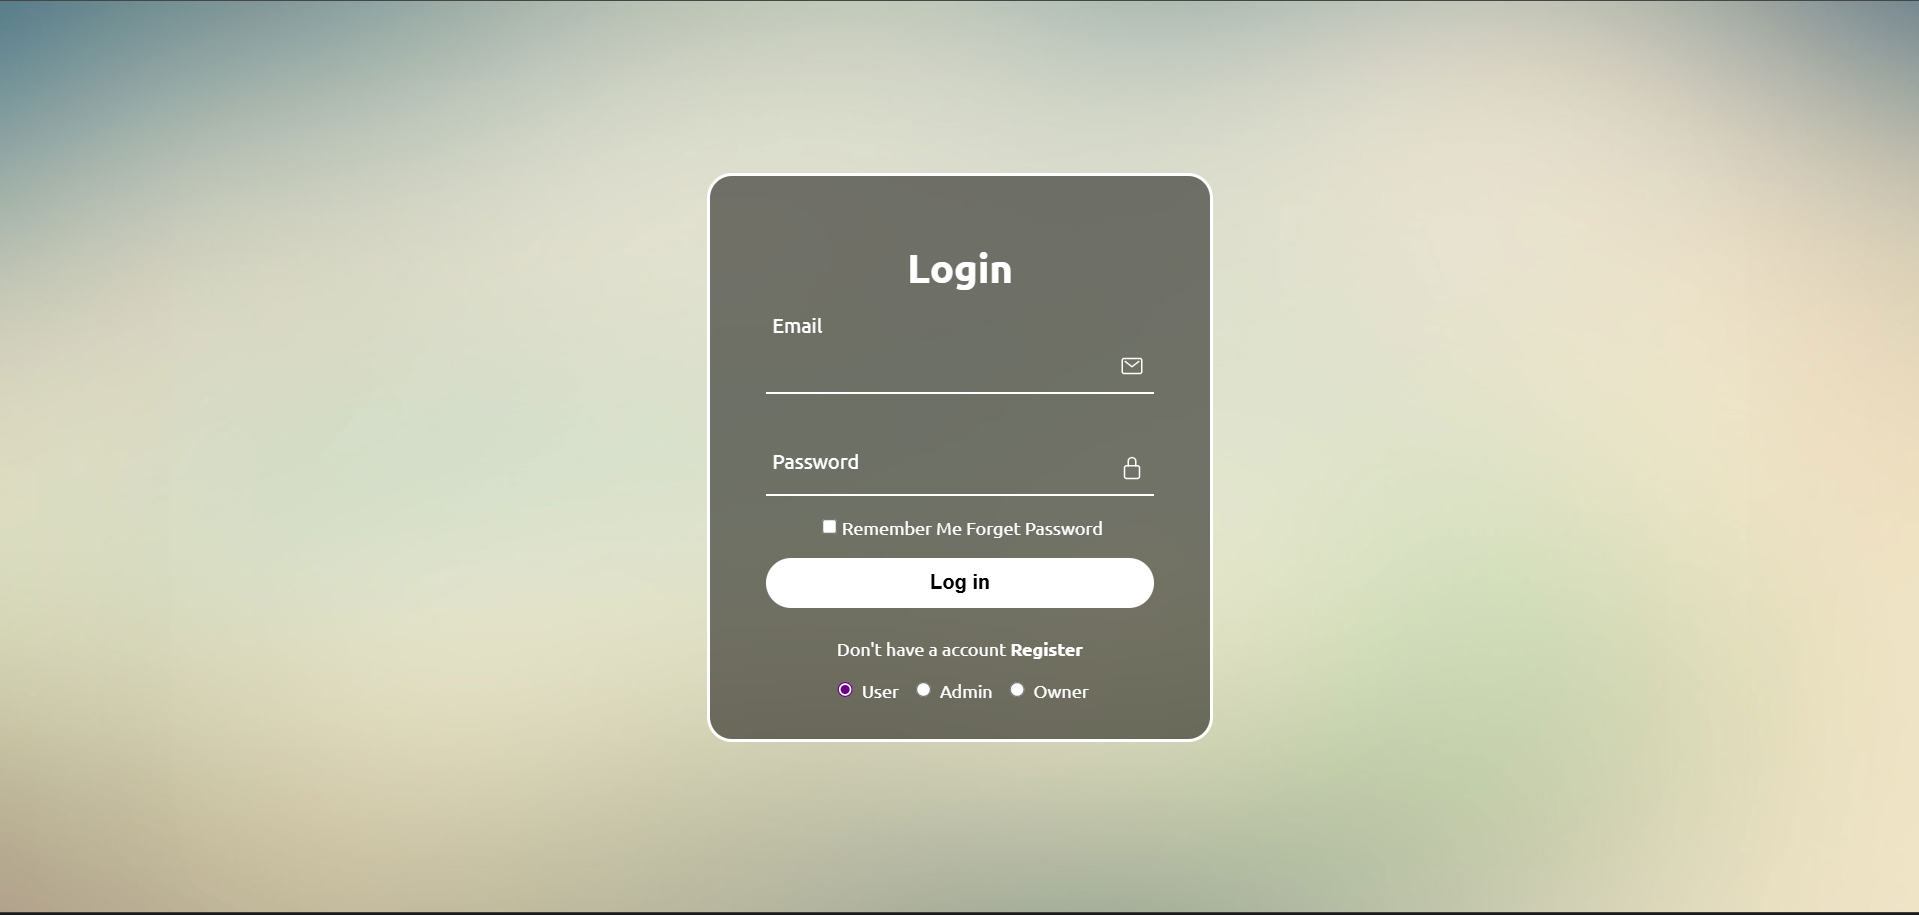 Login
Email
Password
Remember Me Forget Password
Log in
Don't have a account Register
User Admin Owner